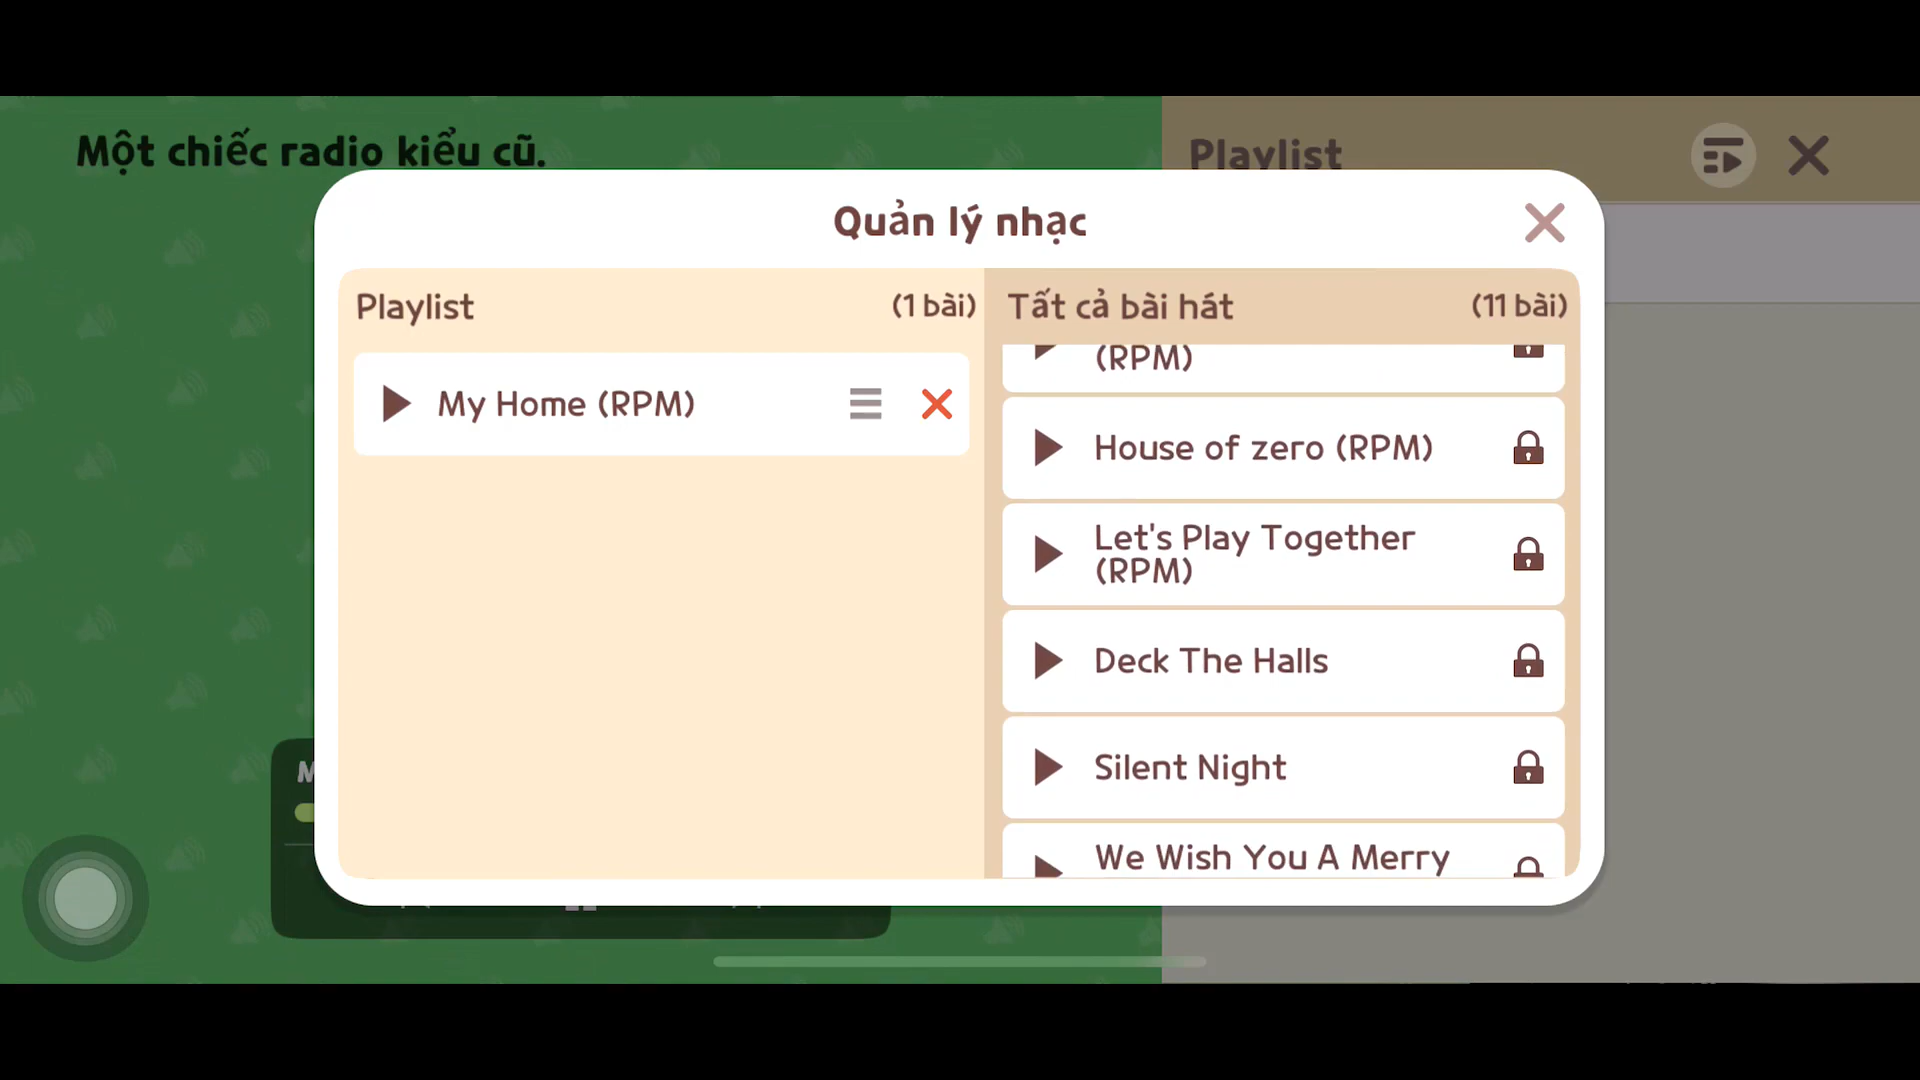 Một chiếc radio kiểu cũ.
Playlist
Quản lý nhạc
Playlist
(1 bài)
My Home (RPM)
Tất cả bài hát
(11 bài)
(RPM)
House of zero (RPM)
Let's Play Together
(RPM)
Deck The Halls
Silent Night
We Wish You A Merry